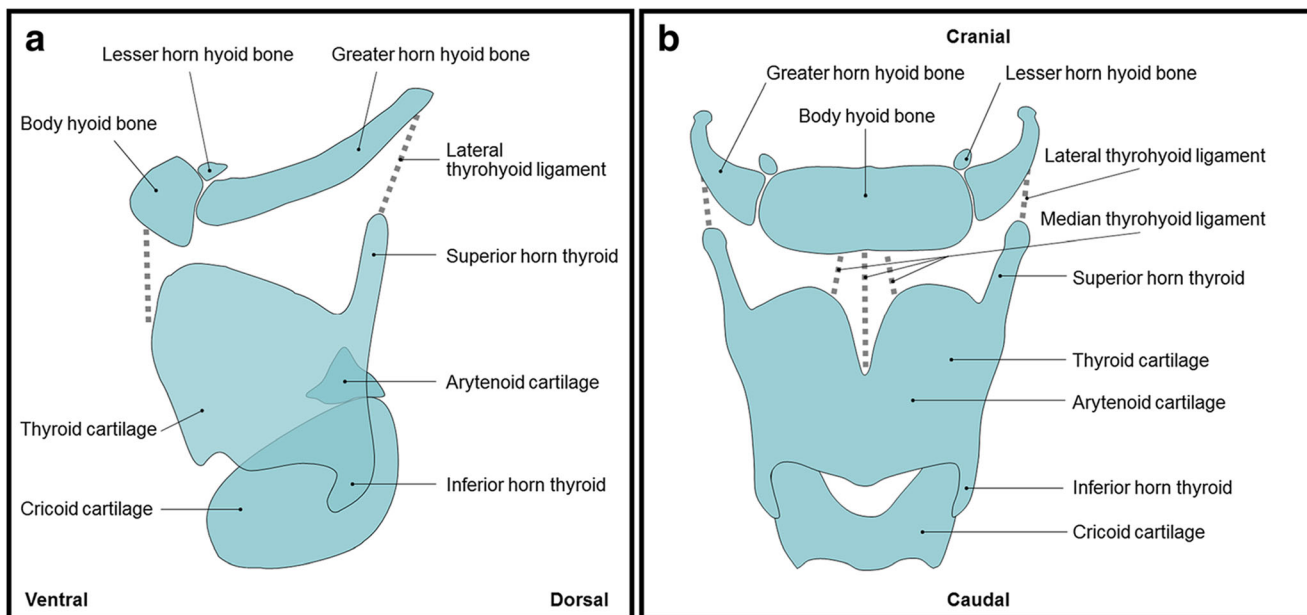 a
Lesser horn hyoid bone
Greater horn hyoid bone
Body hyoid bone
Lateral
thyrohyoid ligament
Superior horn thyroid
Arytenoid cartilage
Thyroid cartilage
Inferior horn thyroid
Cricoid cartilage
Ventral
Dorsal
b
Cranial
Greater horn hyoid bone
Lesser horn hyoid bone
Body hyoid bone
Lateral thyrohyoid ligament
Median thyrohyoid ligament
Superior horn thyroid
Thyroid cartilage
Arytenoid cartilage
Inferior horn thyroid
Cricoid cartilage
Caudal